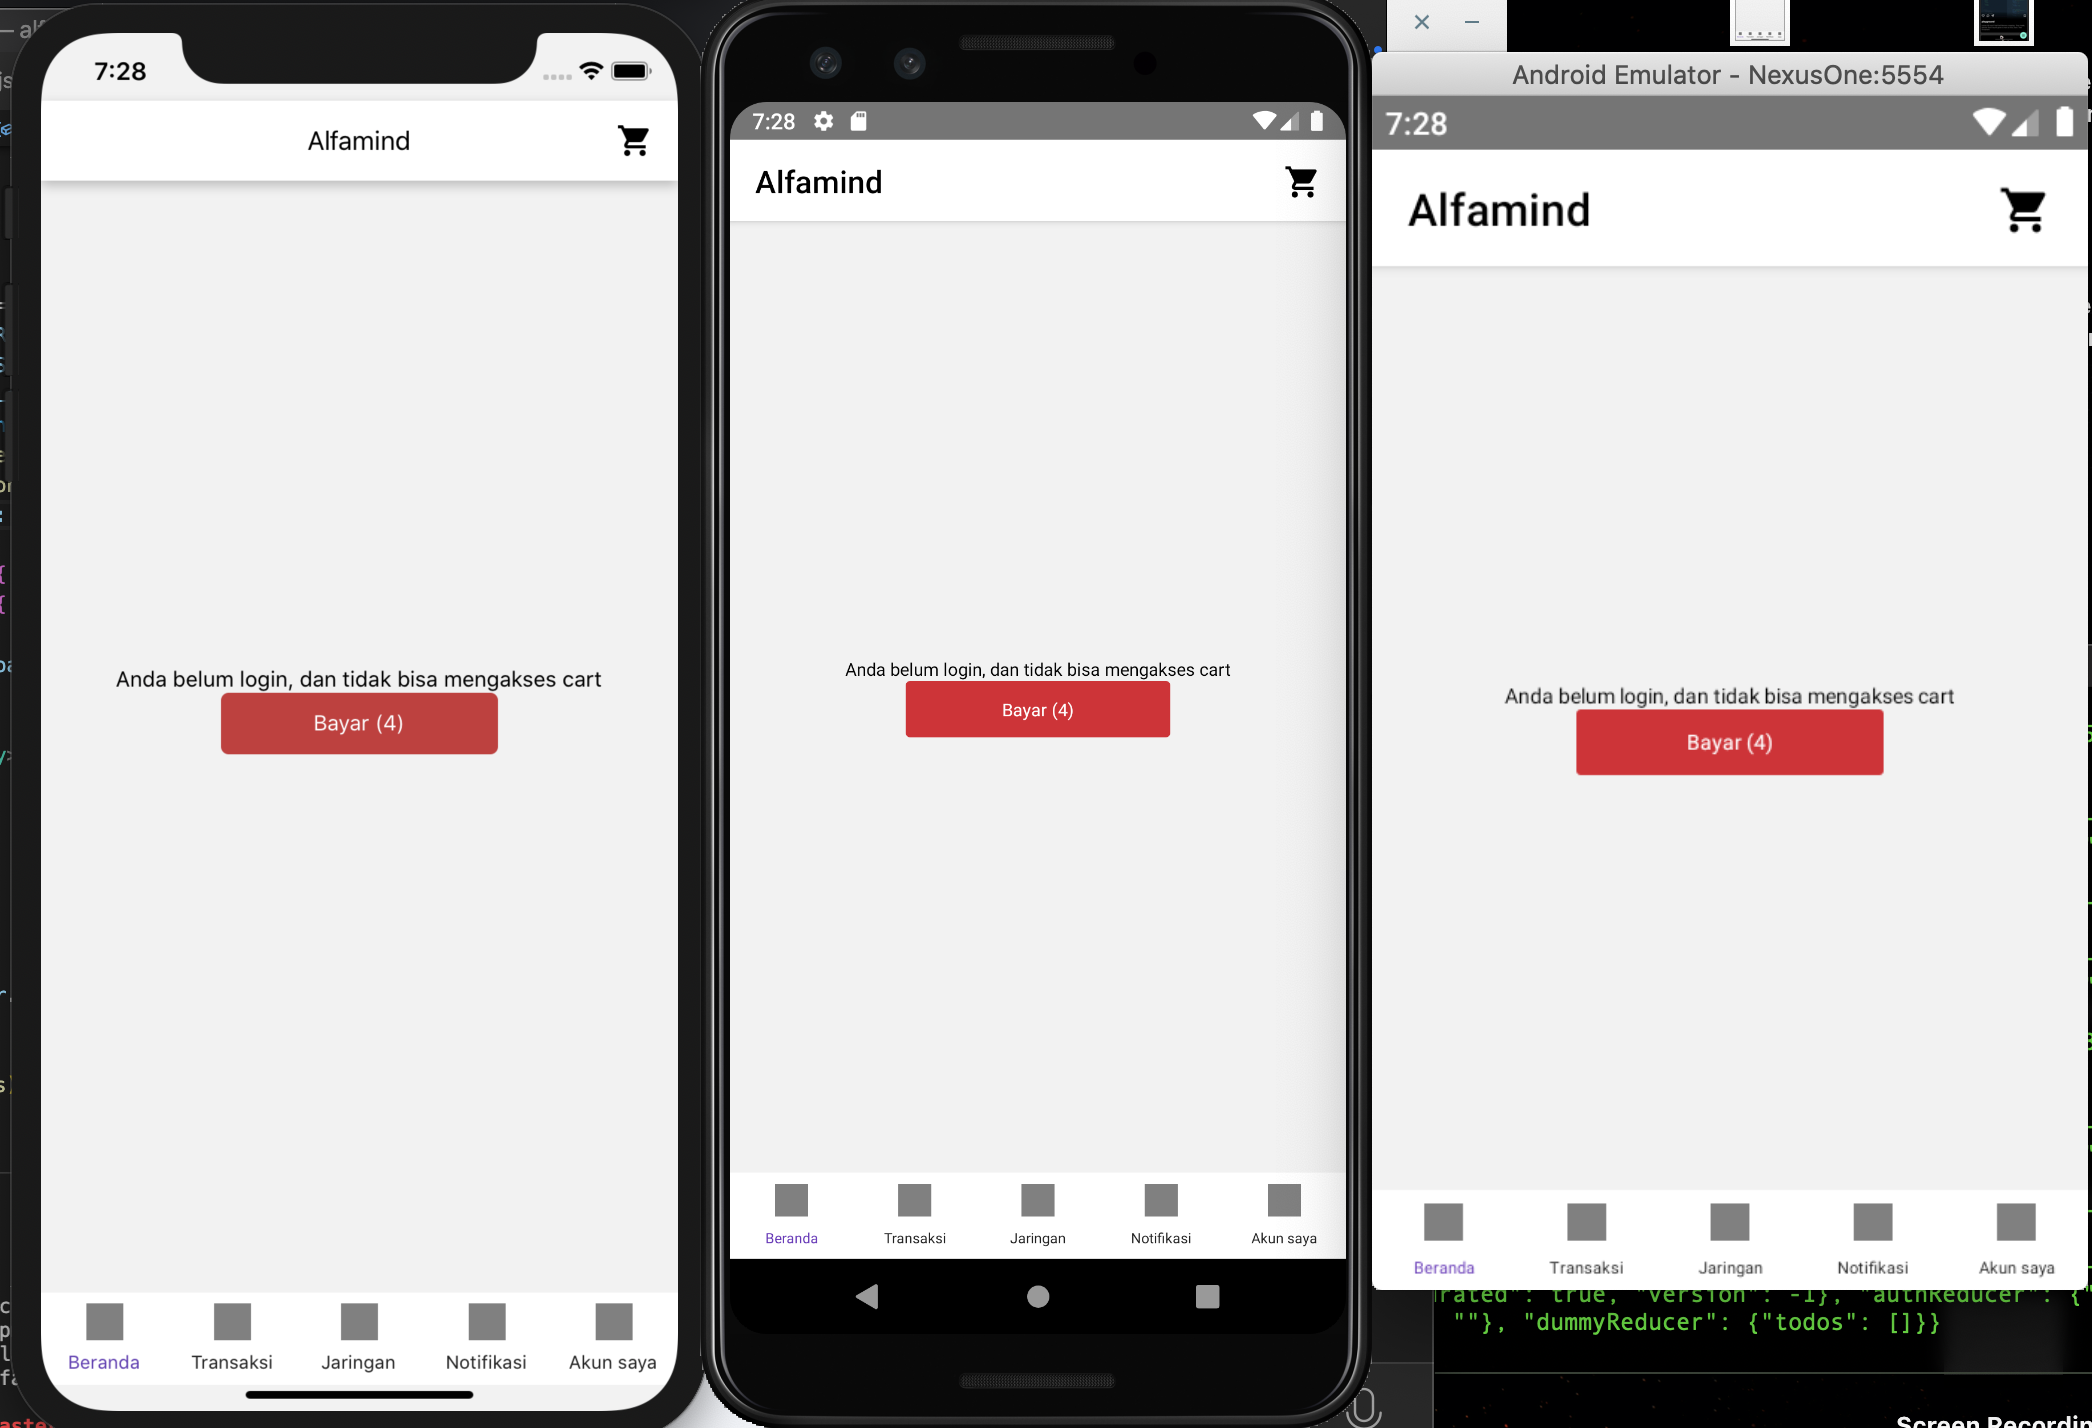 7:28
Alfamind
Anda belum login, dan tidak bisa mengakses cart
Bayar (4)
Beranda
Transaksi
Jaringan
Notifikasi
Akun saya
7:28
Alfamind
Anda belum login, dan tidak bisa mengakses cart
Bayar (4)
Beranda
Transaksi
Jaringan
Notifikasi
Akun saya
Android Emulator - NexusOne:5554
7:28
Alfamind
Anda belum login, dan tidak bisa mengakses cart
Bayar (4)
Beranda
Transaksi
Jaringan
Notifikasi
Akun saya
rated": true, "version": -1}, "authReducer": {"
""}, "dummyReducer": {"todos": []}}
Screen Recordin